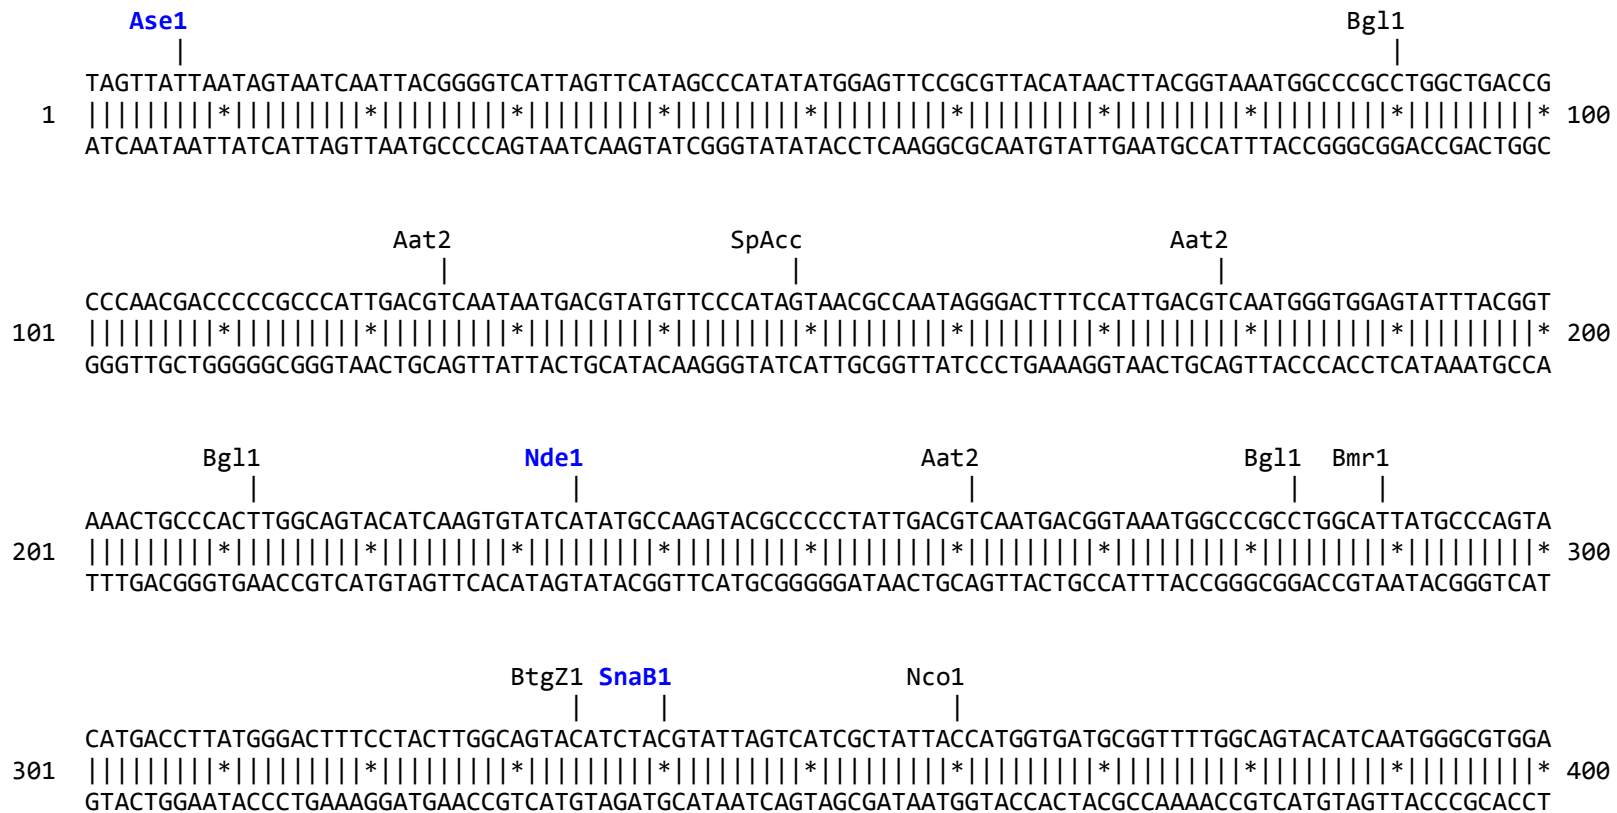 Ase1 Bgl1
| |
TAGTTATTAATAGTAATCAATTACGGGGTCATTAGTTCATAGCCCATATATGGAGTTCCGCGTTACATAACTTACGGTAAATGGCCCGCCTGGCTGACCG
1 |||||||||*|||||||||*|||||||||*|||||||||*|||||||||*|||||||||*|||||||||*|||||||||*|||||||||*|||||||||* 100
ATCAATAATTATCATTAGTTAATGCCCCAGTAATCAAGTATCGGGTATATACCTCAAGGCGCAATGTATTGAATGCCATTTACCGGGCGGACCGACTGGC
Aat2 SpAcc Aat2
| | |
CCCAACGACCCCCGCCCATTGACGTCAATAATGACGTATGTTCCCATAGTAACGCCAATAGGGACTTTCCATTGACGTCAATGGGTGGAGTATTTACGGT
101 |||||||||*|||||||||*|||||||||*|||||||||*|||||||||*|||||||||*|||||||||*|||||||||*|||||||||*|||||||||* 200
GGGTTGCTGGGGGCGGGTAACTGCAGTTATTACTGCATACAAGGGTATCATTGCGGTTATCCCTGAAAGGTAACTGCAGTTACCCACCTCATAAATGCCA
Bgl1 Nde1 Aat2 Bgl1 Bmr1
| | | | |
AAACTGCCCACTTGGCAGTACATCAAGTGTATCATATGCCAAGTACGCCCCCTATTGACGTCAATGACGGTAAATGGCCCGCCTGGCATTATGCCCAGTA
201 |||||||||*|||||||||*|||||||||*|||||||||*|||||||||*|||||||||*|||||||||*|||||||||*|||||||||*|||||||||* 300
TTTGACGGGTGAACCGTCATGTAGTTCACATAGTATACGGTTCATGCGGGGGATAACTGCAGTTACTGCCATTTACCGGGCGGACCGTAATACGGGTCAT
BtgZ1 SnaB1 Nco1
| | |
CATGACCTTATGGGACTTTCCTACTTGGCAGTACATCTACGTATTAGTCATCGCTATTACCATGGTGATGCGGTTTTGGCAGTACATCAATGGGCGTGGA
301 |||||||||*|||||||||*|||||||||*|||||||||*|||||||||*|||||||||*|||||||||*|||||||||*|||||||||*|||||||||* 400
GTACTGGAATACCCTGAAAGGATGAACCGTCATGTAGATGCATAATCAGTAGCGATAATGGTACCACTACGCCAAAACCGTCATGTAGTTACCCGCACCT